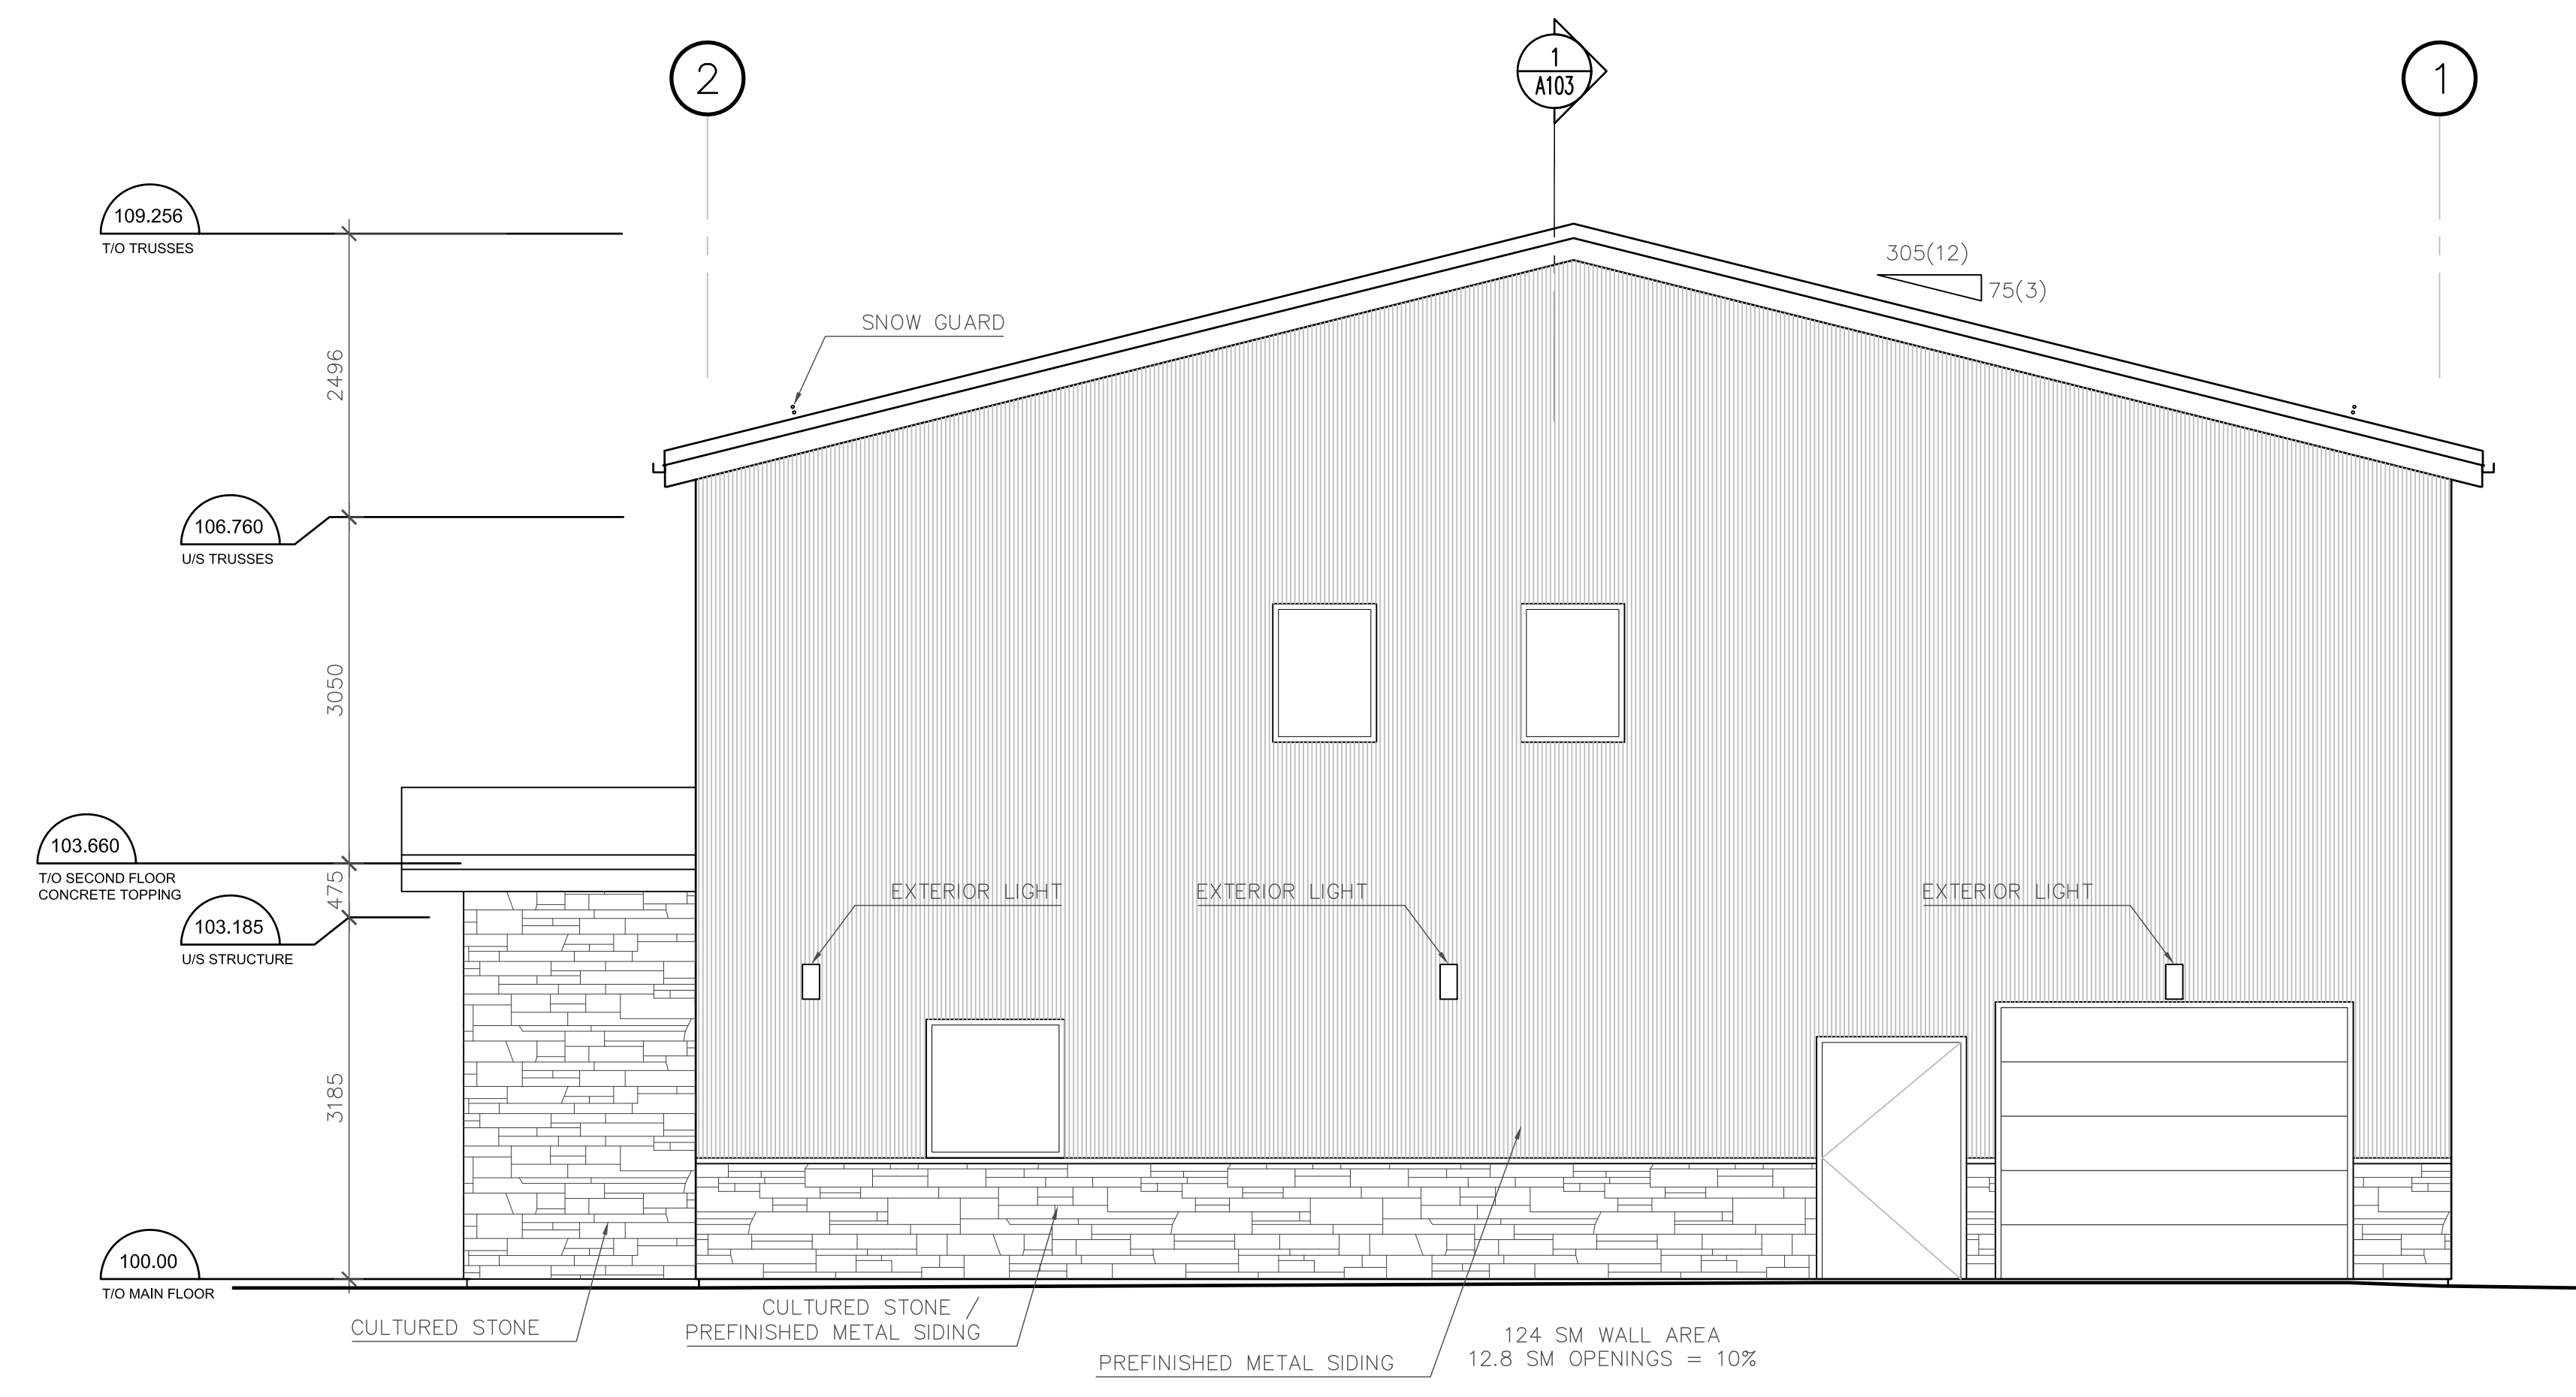 2
1
A103
1
109.256
T/O TRUSSES
305(12)
75(3)
SNOW GUARD
2496
106.760
U/S TRUSSES
3050
103.660
T/O SECOND FLOOR
CONCRETE TOPPING
475
EXTERIOR LIGHT
EXTERIOR LIGHT
EXTERIOR LIGHT
103.185
U/S STRUCTURE
3185
100.00
T/O MAIN FLOOR
CULTURED STONE
CULTURED STONE /
PREFINISHED METAL SIDING
PREFINISHED METAL SIDING
124 SM WALL AREA
12.8 SM OPENINGS = 10%